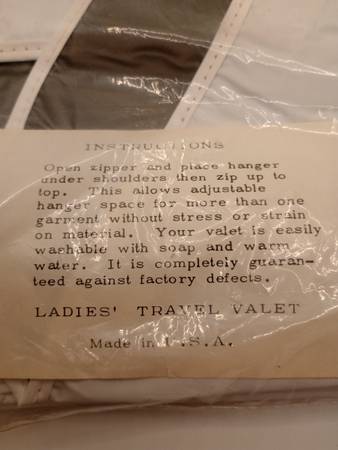 INSTRUCTIONS
Open zipper and place hanger
under shoulders then zip up to
top. This allows adjustable
hanger space for more than one
garment without stress or strain
on material. Your valet is easily
washable with soap and warm
water. It is completely guaran-
teed against factory defects.
LADIES' TRAVEL VALET
Made in U.S.A.